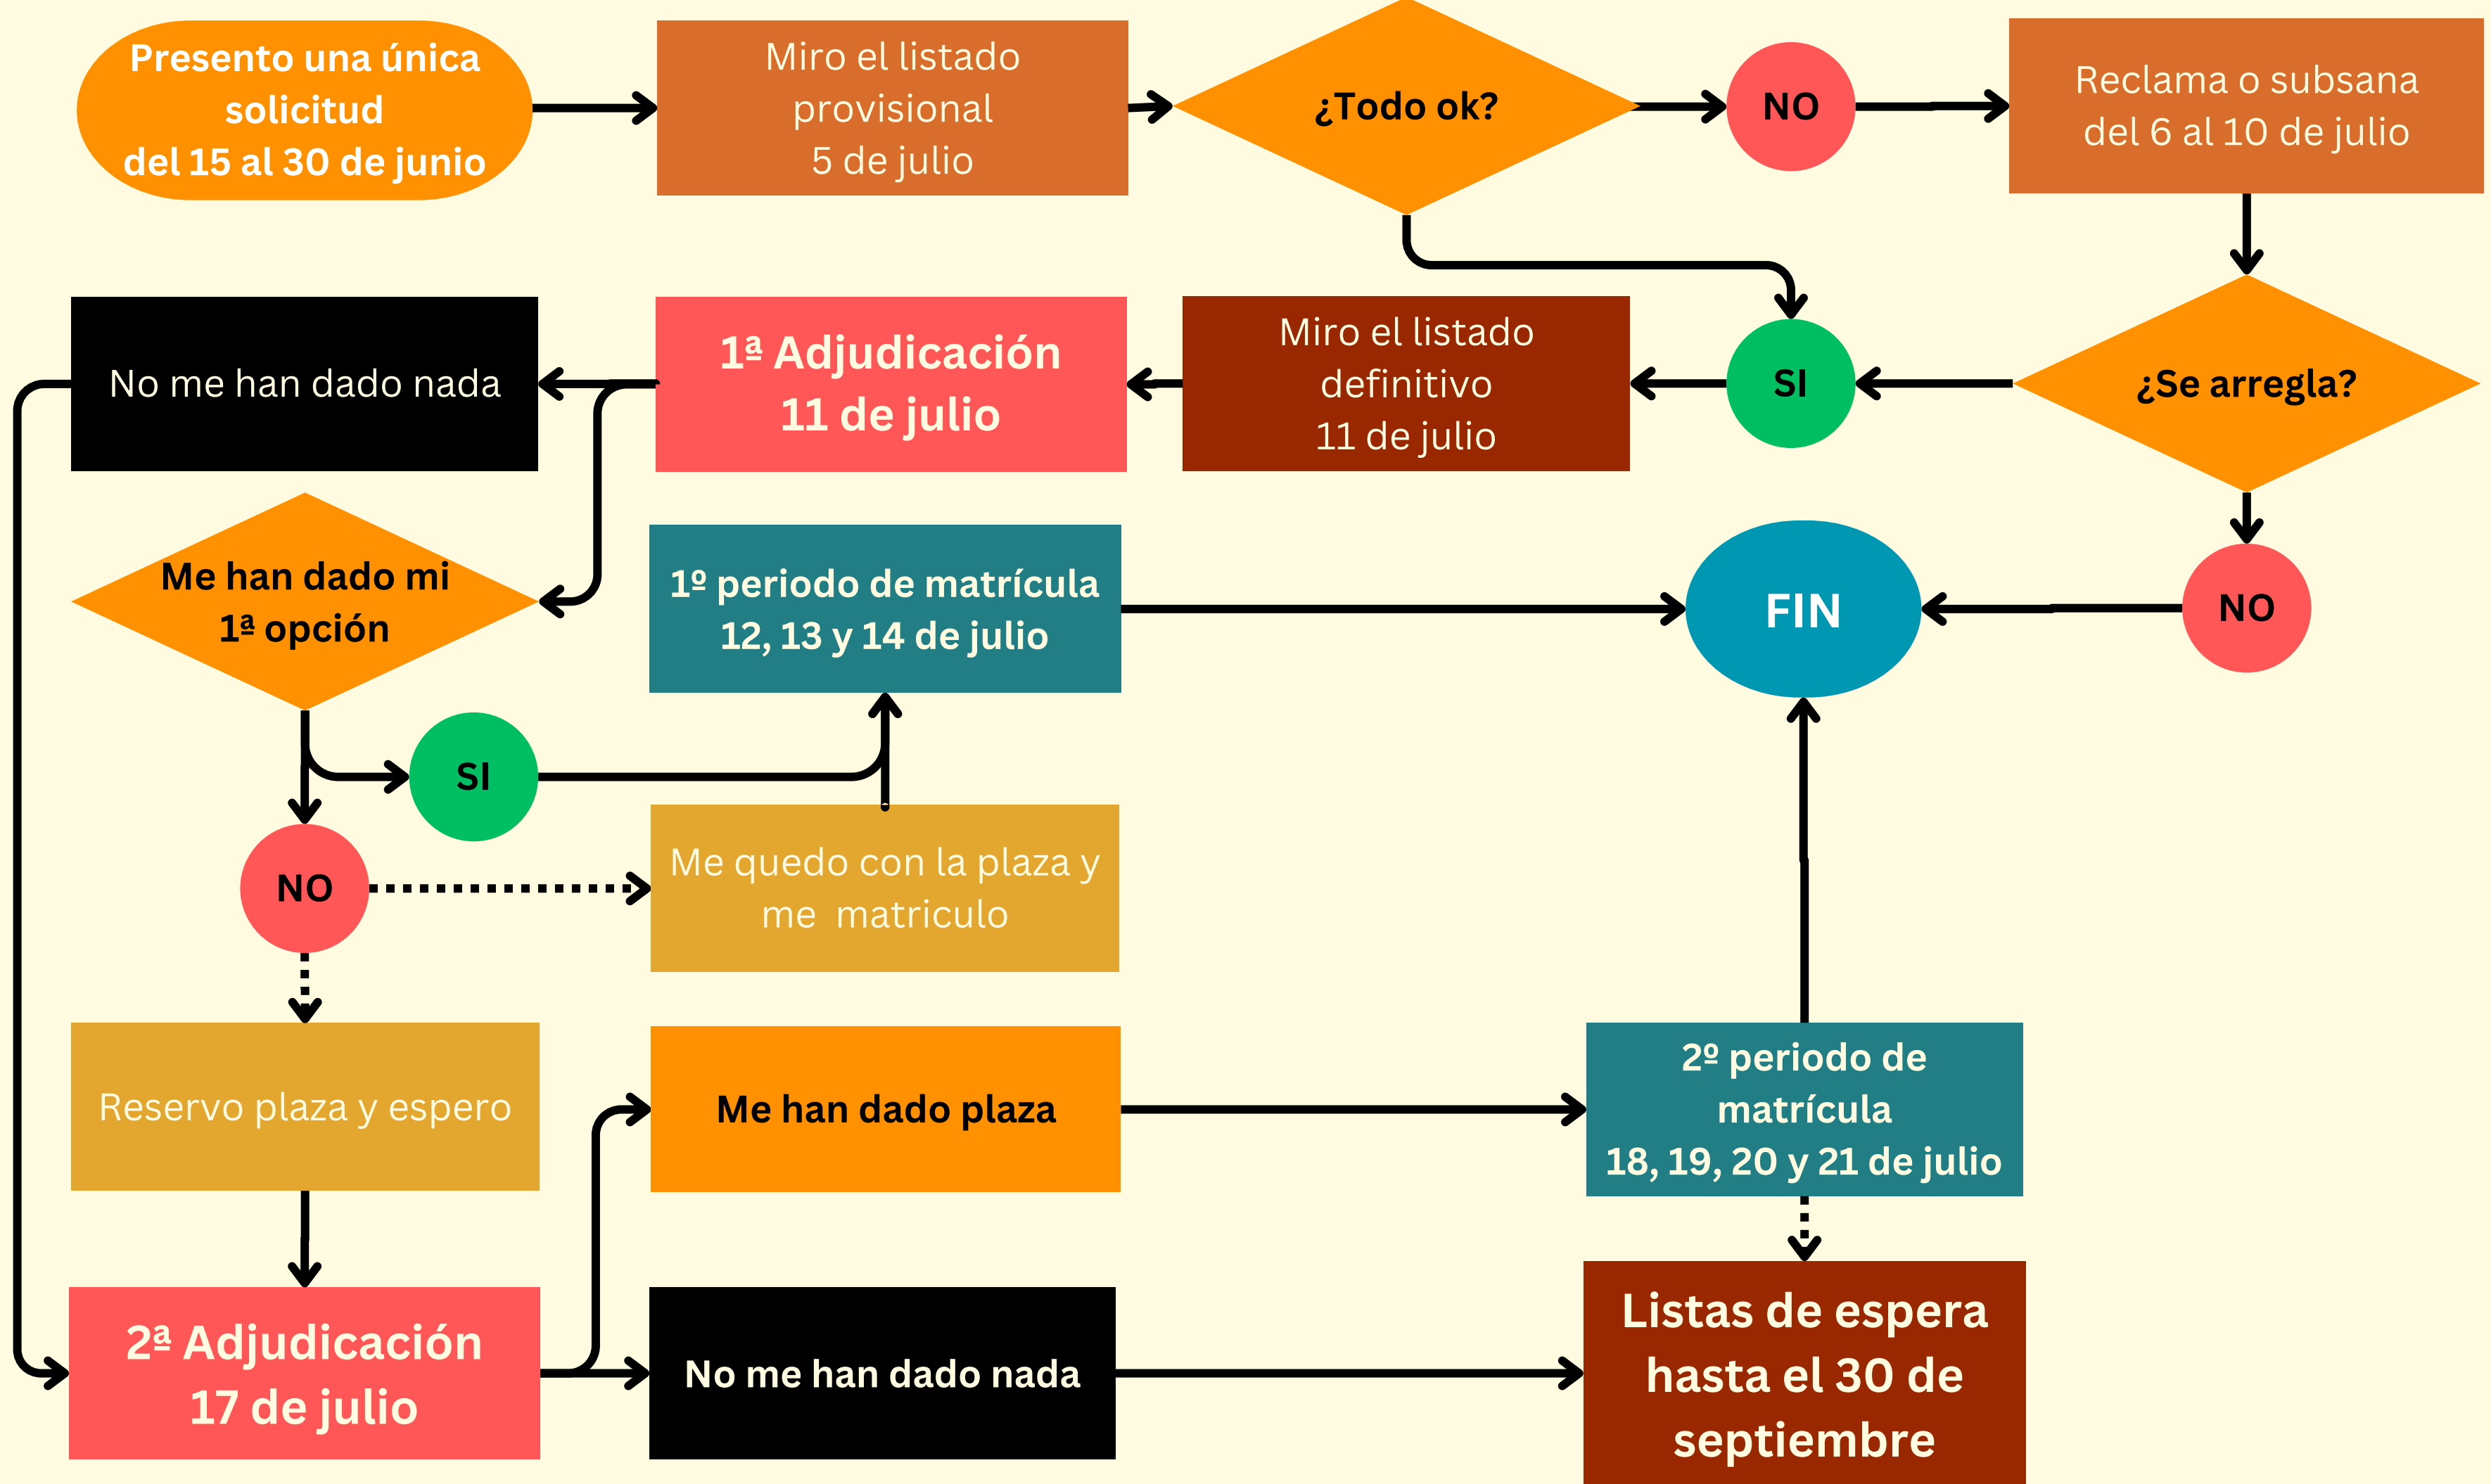 Presento una única
solicitud
del 15 al 30 de junio
Miro el listado
provisional
5 de julio
¿Todo ok?
NO
Reclama o subsana
del 6 al 10 de julio
No me han dado nada
1ª Adjudicación
11 de julio
Miro el listado
definitivo
11 de julio
SI
¿Se arregla?
Me han dado mi
1ª opción
1º periodo de matrícula
12, 13 y 14 de julio
FIN
NO
SI
NO
Me quedo con la plaza y
me matriculo
Reservo plaza y espero
Me han dado plaza
2º periodo de
matrícula
18, 19, 20 y 21 de julio
2ª Adjudicación
17 de julio
No me han dado nada
Listas de espera
hasta el 30 de
septiembre